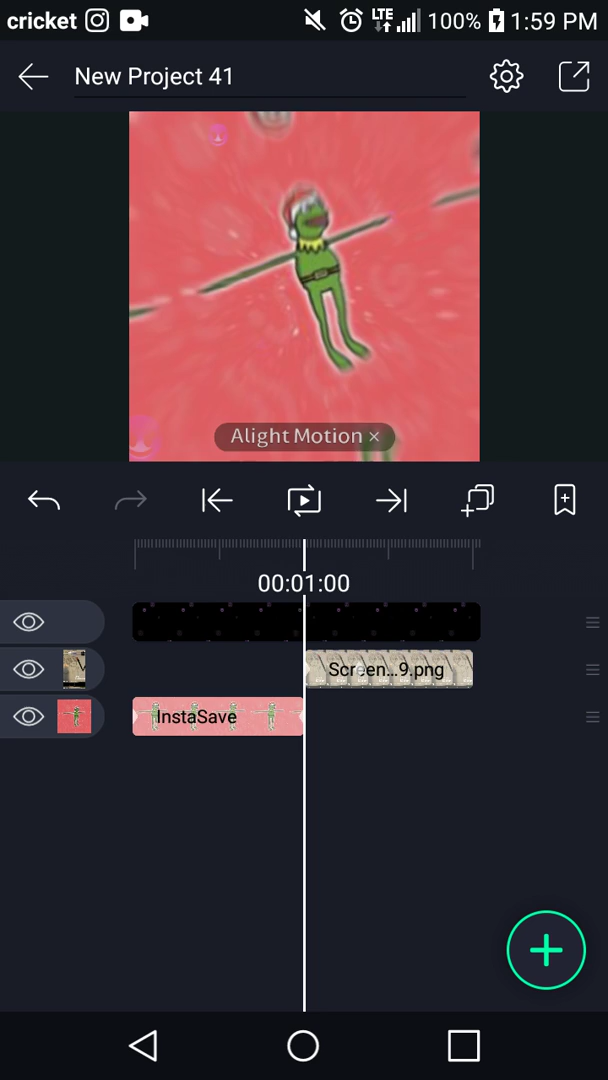 cricket LTE 100% 1:59 PM
New Project 41
Alight Motion ×
00:01:00
Screen...9.png
InstaSave